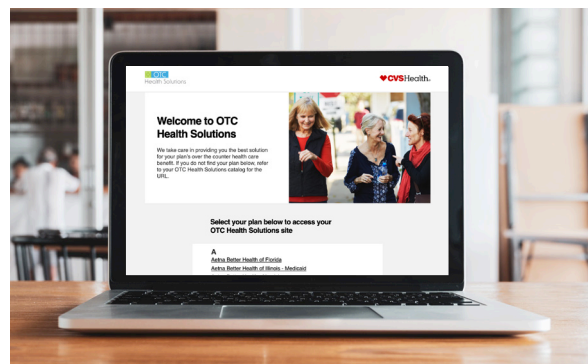 OTC
Health Solutions
CVSHealth.
Welcome to OTC
Health Solutions
We take care in providing you the best solution
for your plan's over the counter health care
benefit. If you do not find your plan below, refer
to your OTC Health Solutions catalog for the
URL.
Select your plan below to access your
OTC Health Solutions site
A
Aetna Better Health of Florida
Aetna Better Health of Illinois - Medicaid